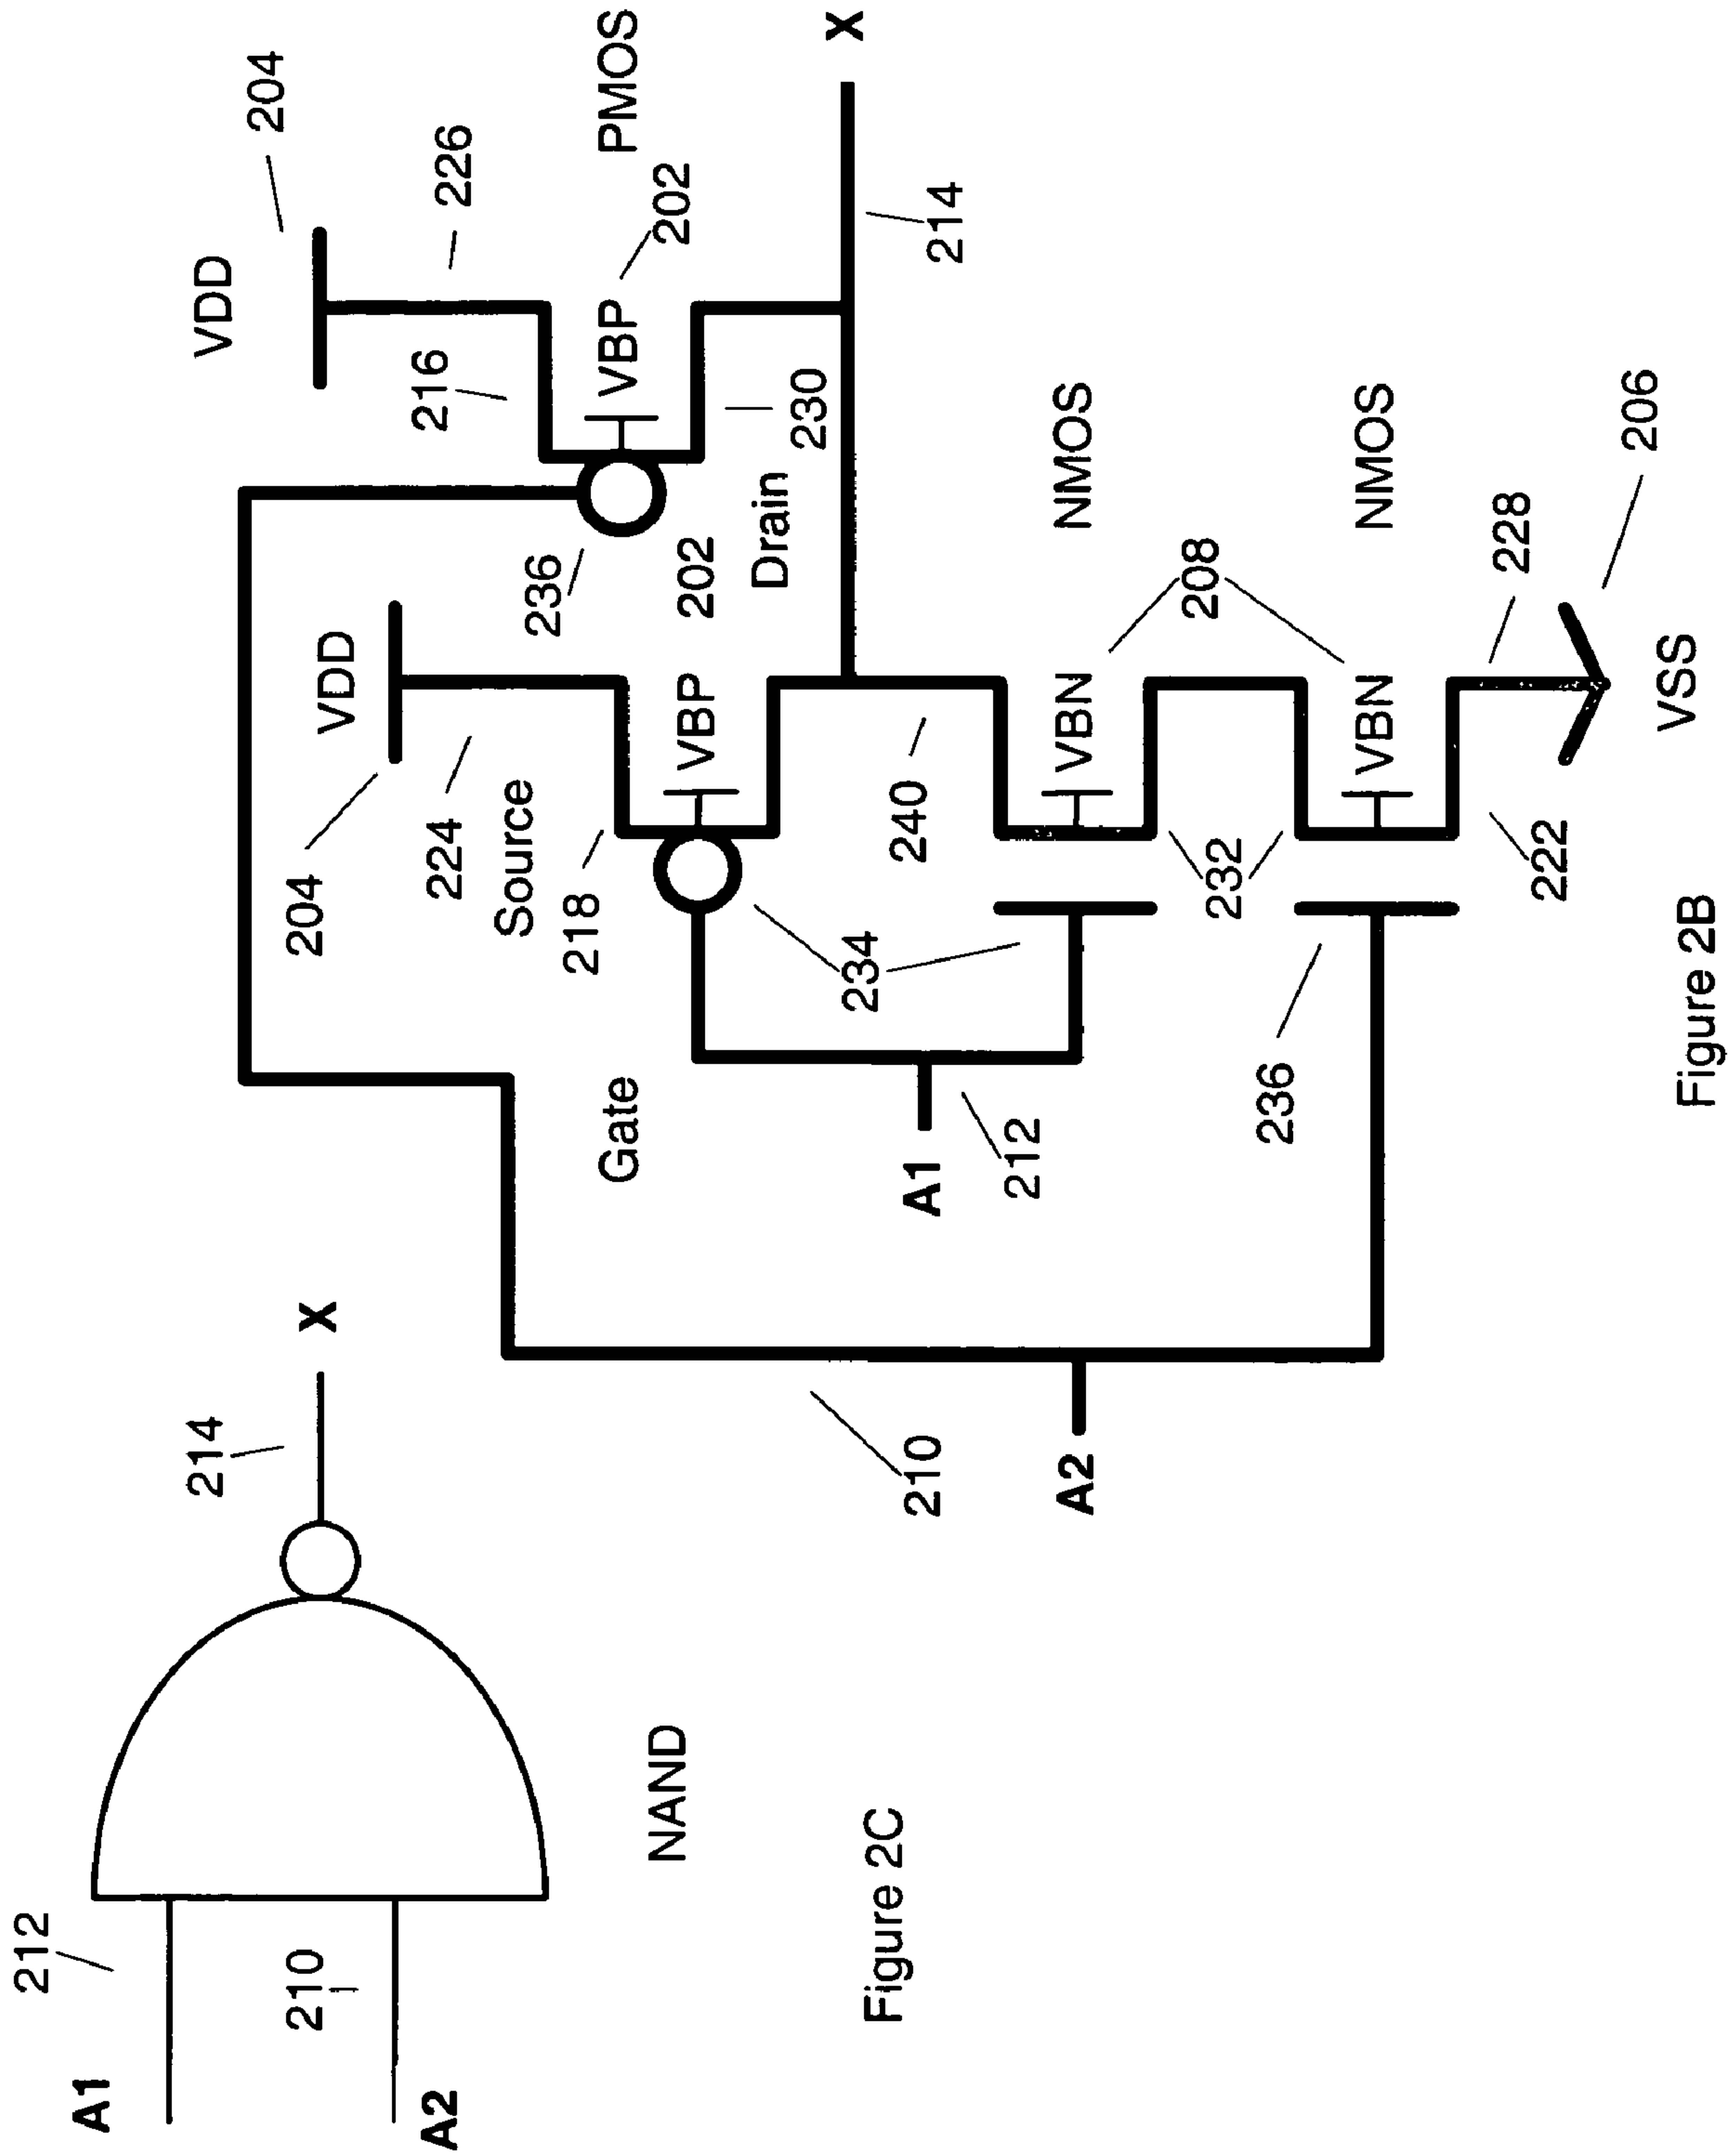 212
A1
210
A2
214
X
NAND
Figure 2C
VDD
204
226
216
VBP
202
PMOS
236
230
Drain
X
214
VDD
204
224
Source
218
VBP
202
Gate
234
240
A1
212
VBN
NMOS
208
232
VBN
NMOS
210
A2
236
222
228
206
VSS
Figure 2B